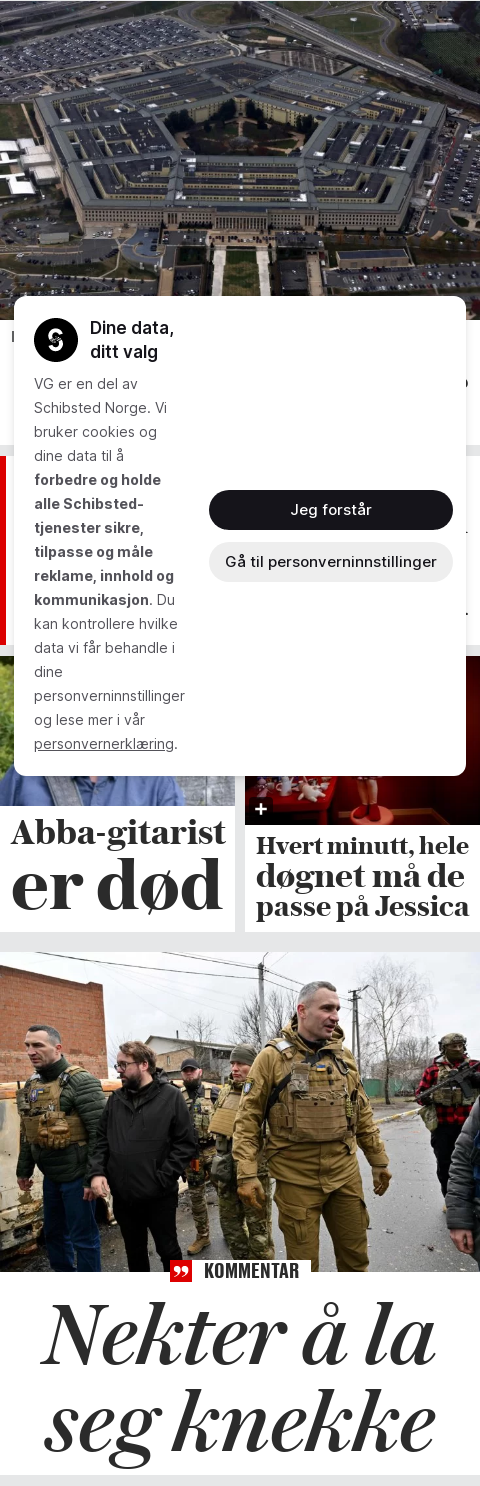 Dine data,
ditt valg
VG er en del av
Schibsted Norge. Vi
bruker cookies og
dine data til å
forbedre og holde
alle Schibsted-
tjenester sikre,
tilpasse og måle
reklame, innhold og
kommunikasjon. Du
kan kontrollere hvilke
data vi får behandle i
dine
personverninnstillinger
og lese mer i vår
personvernerklæring.
Jeg forstår
Gå til personverninnstillinger
Abba-gitarist
er død
Hvert minutt, hele
døgnet må de
passe på Jessica
KOMMENTAR
Nekter å la
seg knekke